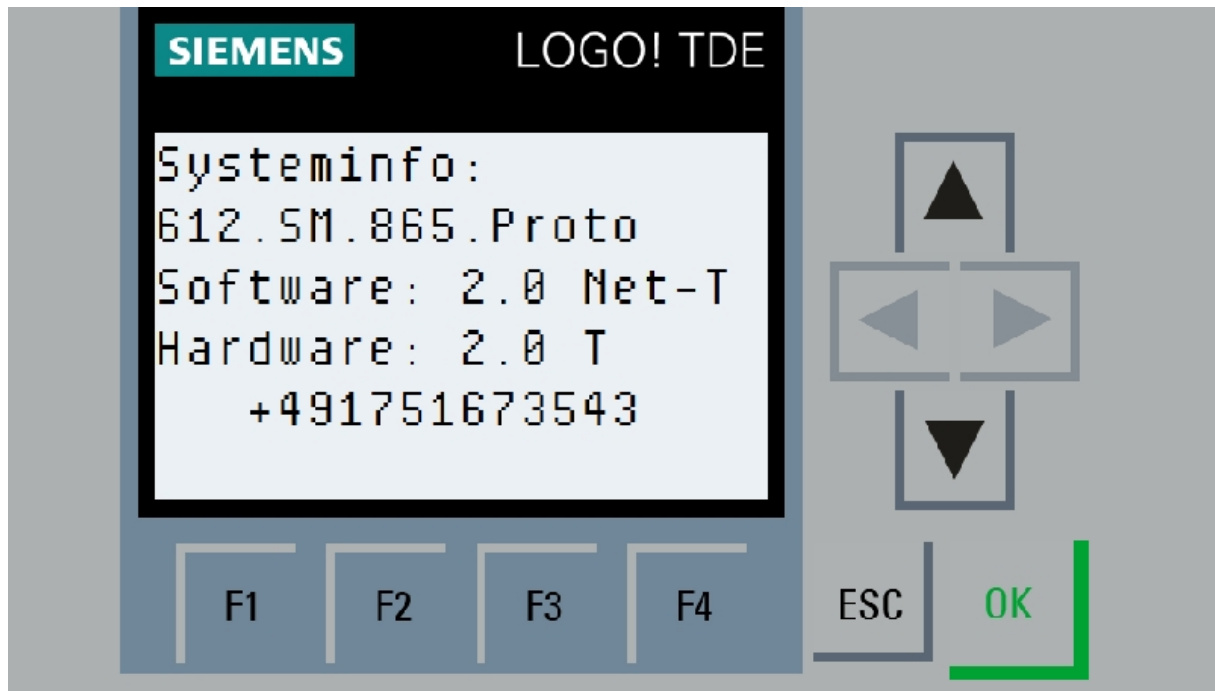 SIEMENS LOGO! TDE
Systeminfo:
612.SM.865.Proto
Software: 2.0 Net-T
Hardware: 2.0 T
+491751673543
F1 F2 F3 F4 ESC OK